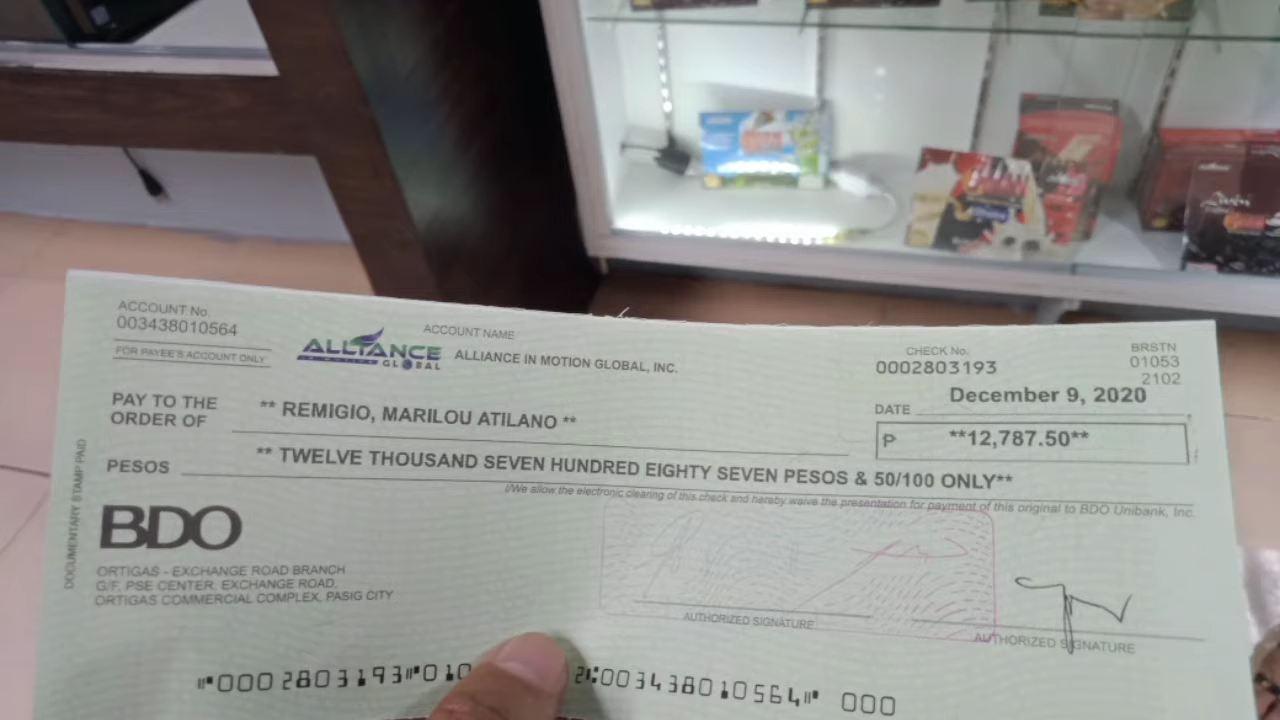 ACCOUNT No.
003438010564
FOR PAYEE'S ACCOUNT ONLY
ALLIANCE
IN MOTION
GLOBAL
ACCOUNT NAME
ALLIANCE IN MOTION GLOBAL, INC.
CHECK No.
0002803193
BRSTN
01053
2102
DATE December 9, 2020
PAY TO THE
ORDER OF ** REMIGIO, MARILOU ATILANO **
P **12,787.50**
PESOS ** TWELVE THOUSAND SEVEN HUNDRED EIGHTY SEVEN PESOS & 50/100 ONLY**
I/We allow the electronic clearing of this check and hereby waive the presentation for payment of this original to BDO Unibank, Inc.
DOCUMENTARY STAMP PAID
BDO
ORTIGAS - EXCHANGE ROAD BRANCH
G/F, PSE CENTER, EXCHANGE ROAD,
ORTIGAS COMMERCIAL COMPLEX, PASIG CITY
AUTHORIZED SIGNATURE
AUTHORIZED SIGNATURE
⑈0002803193⑈010 2⑆003438010564⑈ 000